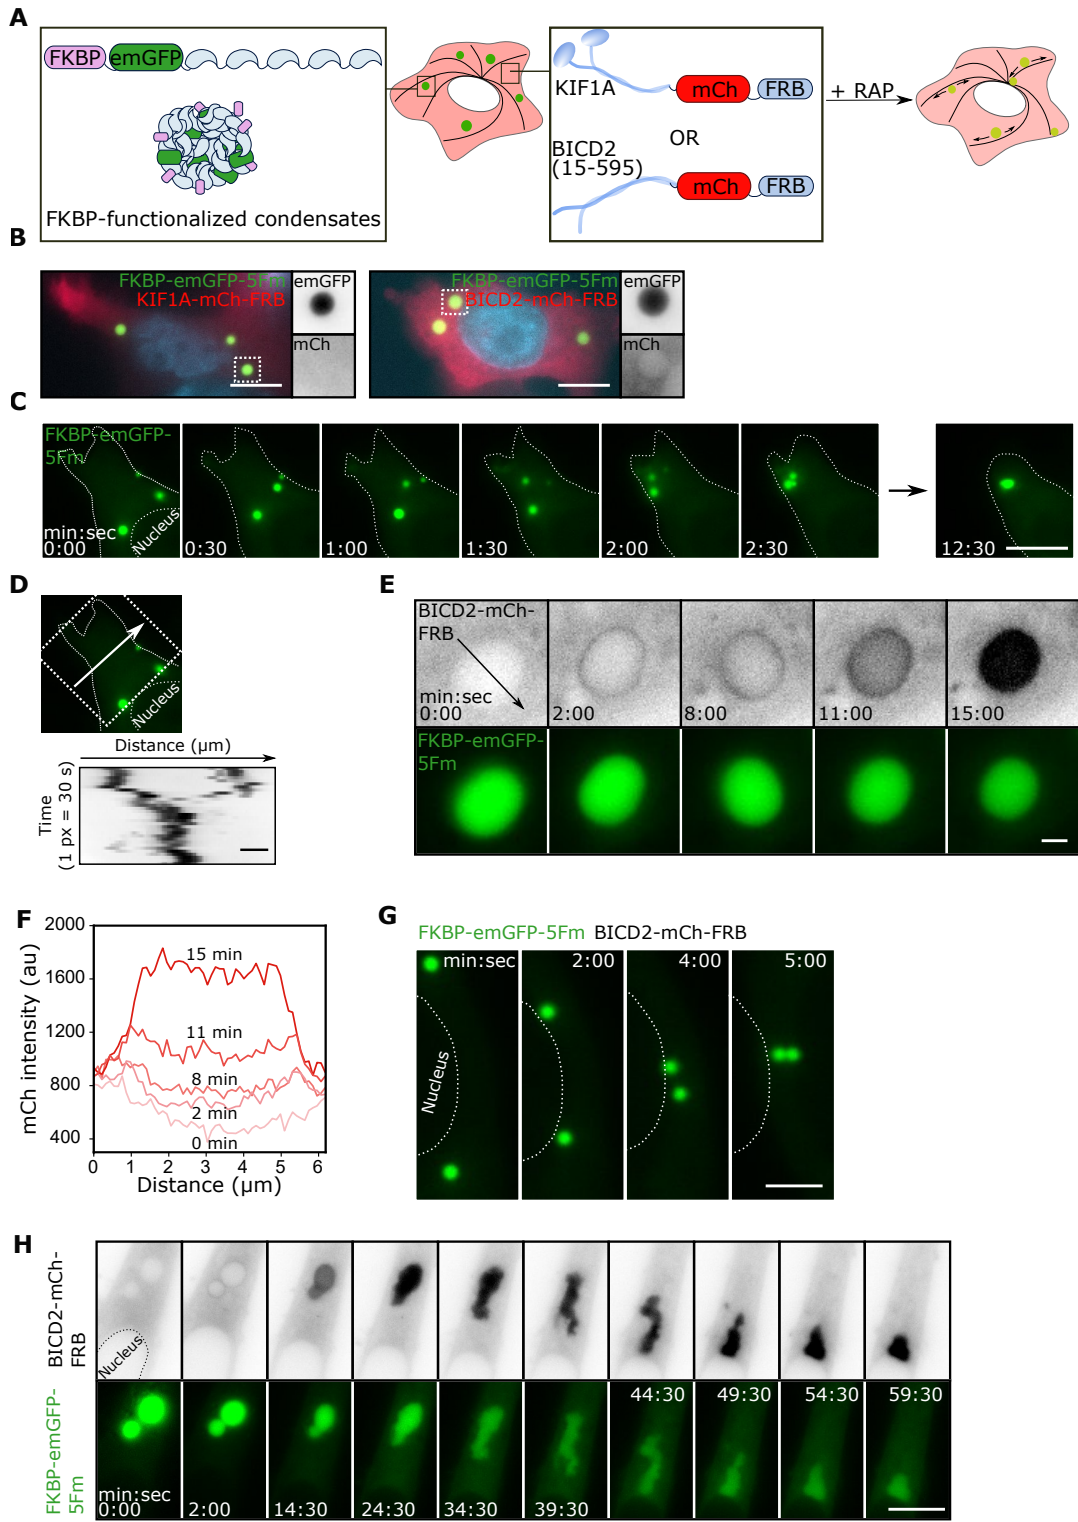 A
FKBP emGFP
FKBP-functionalized condensates
KIF1A
mCh FRB
OR
BICD2
(15-595)
mCh FRB
+ RAP
B
FKBP-emGFP-5Fm
KIF1A-mCh-FRB
emGFP
mCh
FKBP-emGFP-5Fm
BICD2-mCh-FRB
emGFP
mCh
C
FKBP-emGFP-
5Fm
Nucleus
min:sec
0:00
0:30
1:00
1:30
2:00
2:30
12:30
D
Nucleus
Distance (µm)
Time
(1 px = 30 s)
E
BICD2-mCh-
FRB
min:sec
0:00
2:00
8:00
11:00
15:00
FKBP-emGFP-
5Fm
F
2000
1600
1200
800
400
mCh intensity (au)
15 min
11 min
8 min
2 min
0 min
0 1 2 3 4 5 6
Distance (µm)
G
FKBP-emGFP-5Fm BICD2-mCh-FRB
min:sec
2:00
4:00
5:00
Nucleus
H
BICD2-mCh-
FRB
Nucleus
FKBP-emGFP-
5Fm
min:sec
0:00
2:00
14:30
24:30
34:30
39:30
44:30
49:30
54:30
59:30